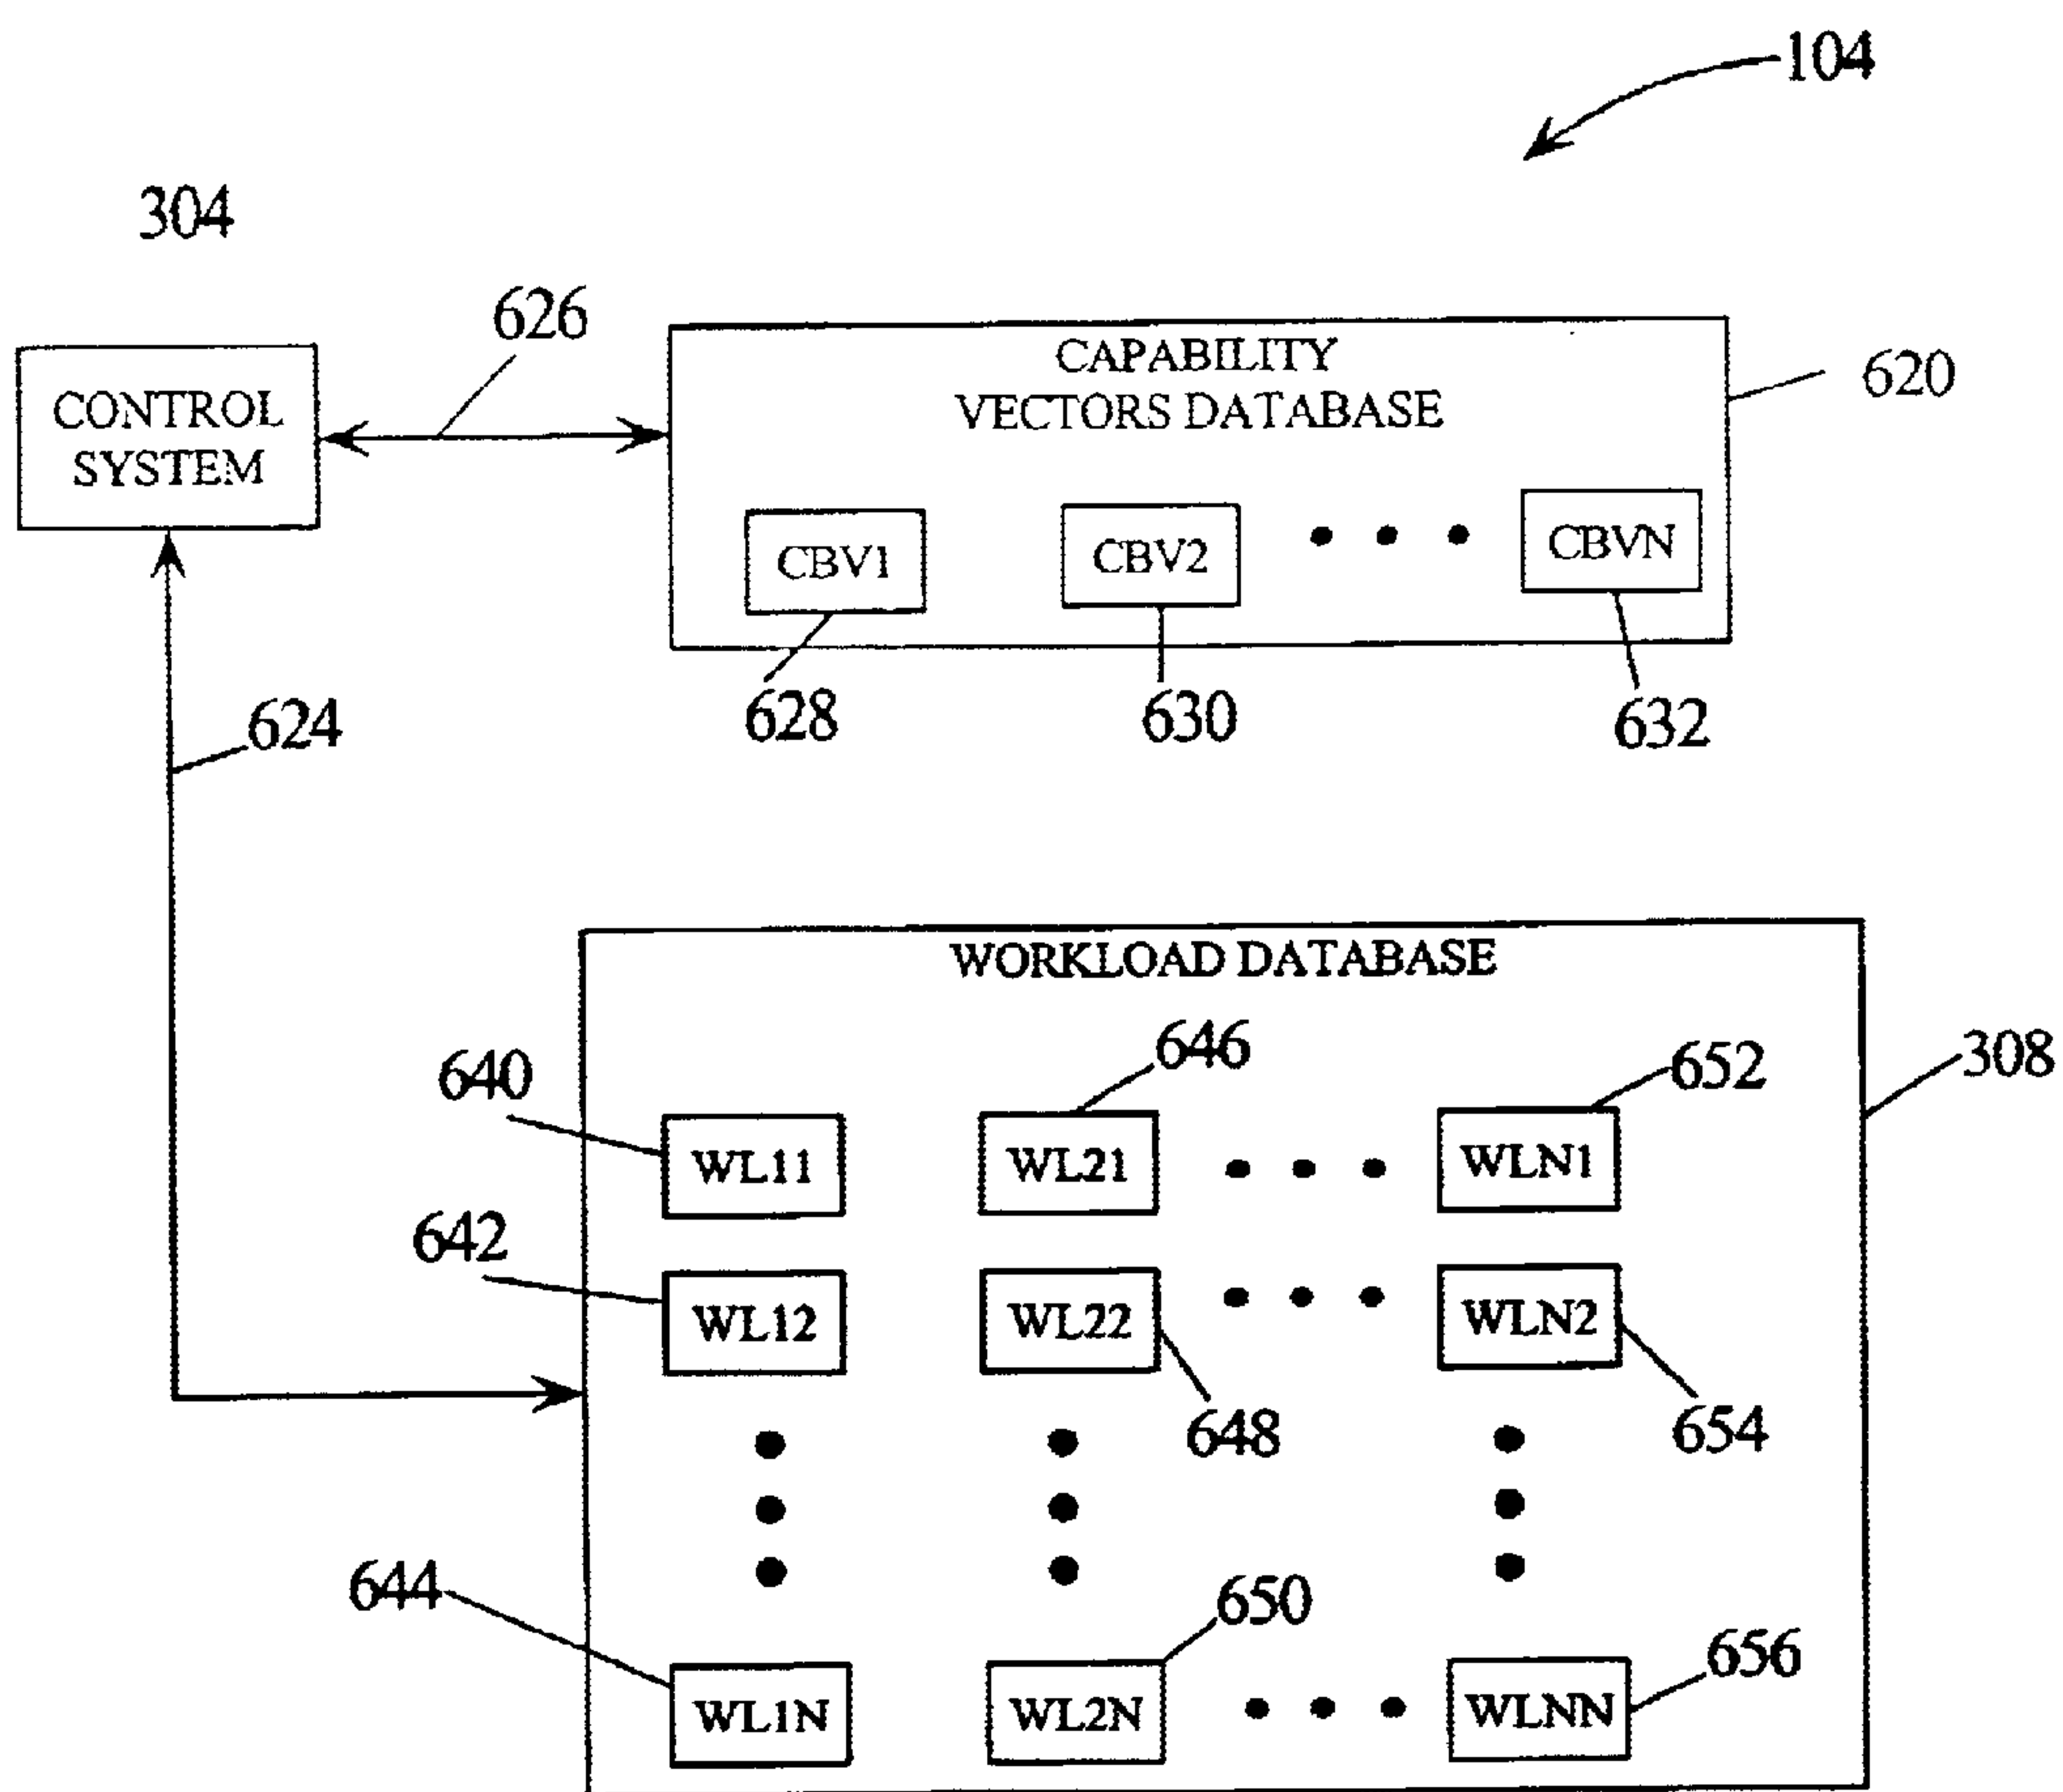 104
304
626
CONTROL
SYSTEM
CAPABILITY
VECTORS DATABASE
620
CBV1
CBV2
CBVN
628
630
632
624
WORKLOAD DATABASE
308
640
646
652
WL11
WL21
WLN1
642
WL12
WL22
WLN2
648
654
644
650
656
WL1N
WL2N
WLNN